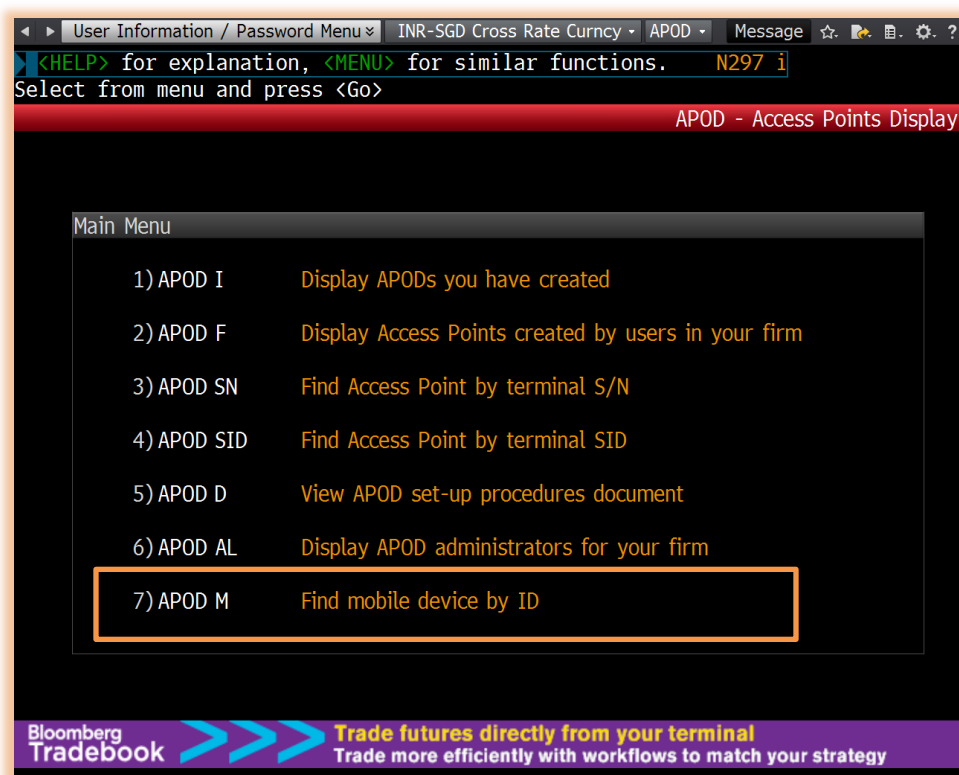 User Information / Password Menu INR-SGD Cross Rate Curncy APOD Message ?
<HELP> for explanation, <MENU> for similar functions. N297 i
Select from menu and press <Go>
APOD - Access Points Display
Main Menu
1) APOD I Display APODs you have created
2) APOD F Display Access Points created by users in your firm
3) APOD SN Find Access Point by terminal S/N
4) APOD SID Find Access Point by terminal SID
5) APOD D View APOD set-up procedures document
6) APOD AL Display APOD administrators for your firm
7) APOD M Find mobile device by ID
Bloomberg Trade futures directly from your terminal
Tradebook Trade more efficiently with workflows to match your strategy